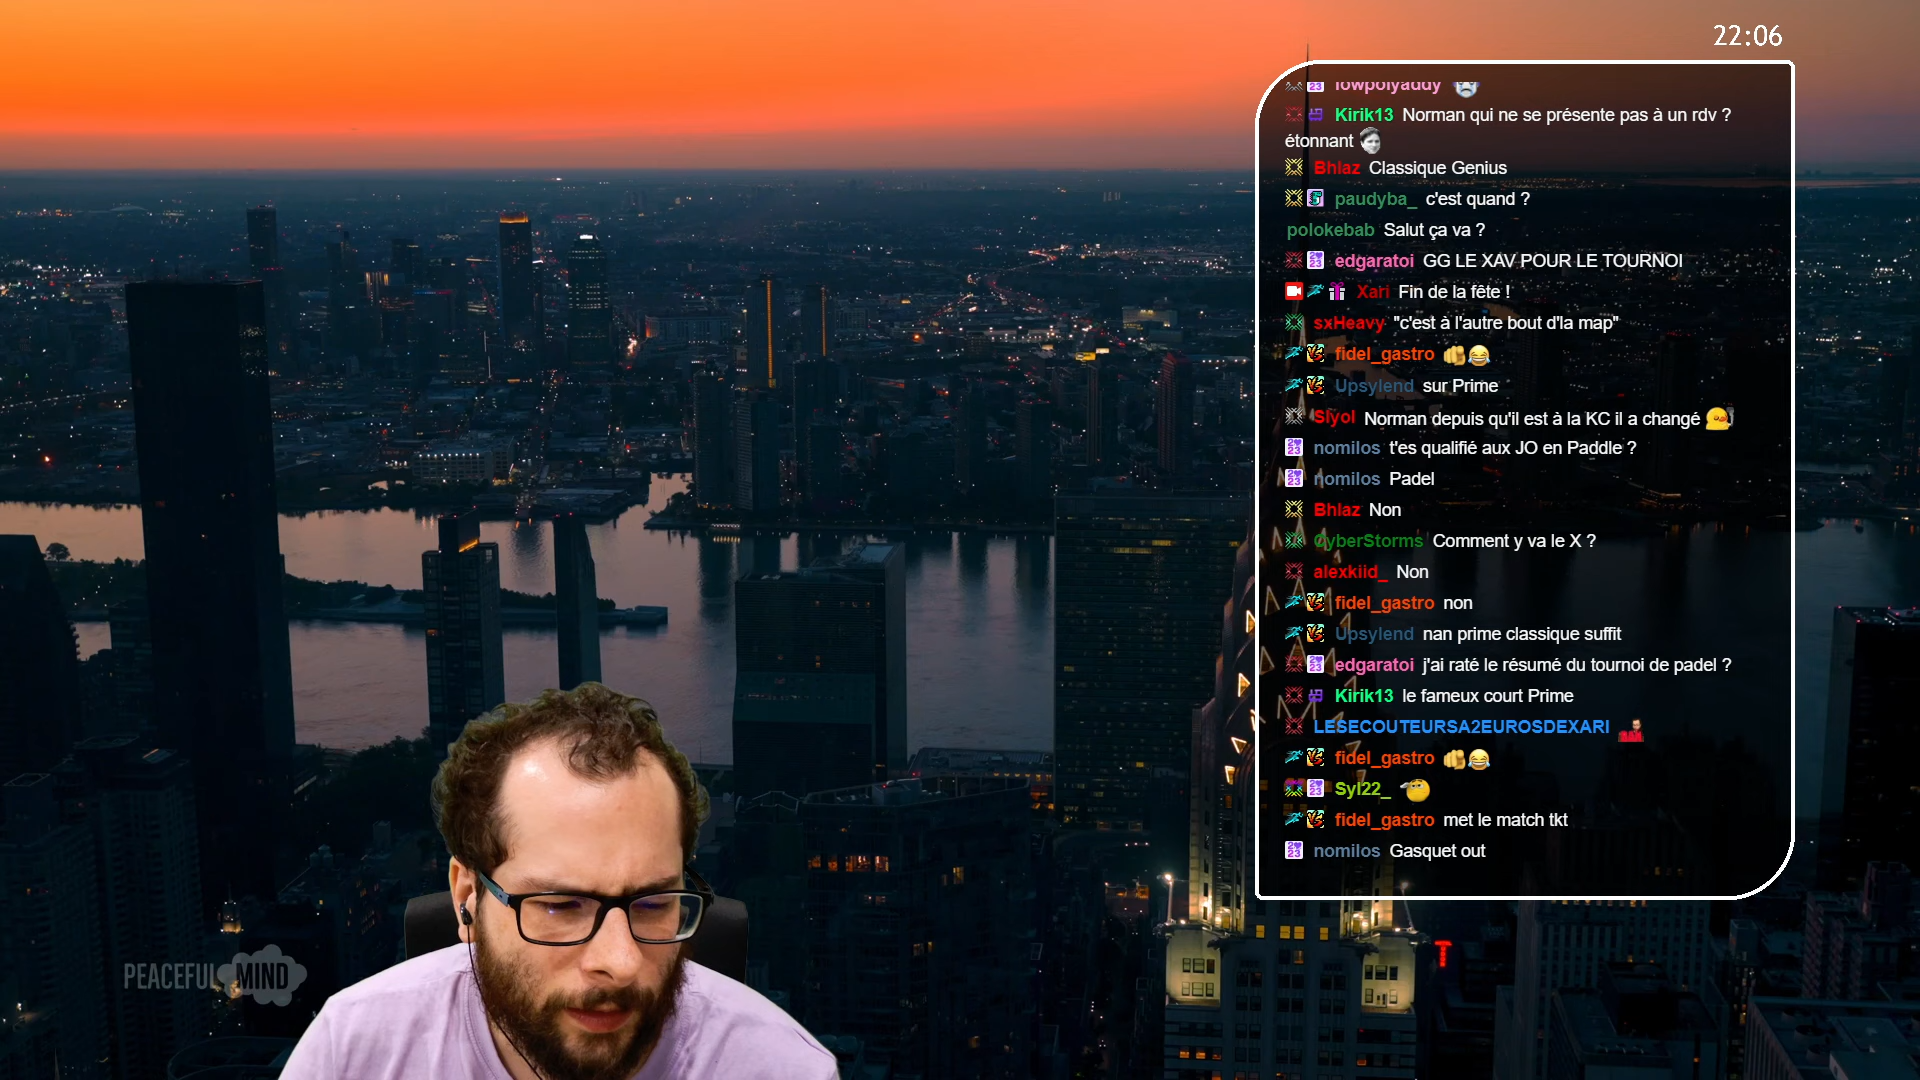 22:06
lowpolyaddy
Kirik13 Norman qui ne se présente pas à un rdv ?
étonnant
Bhlaz Classique Genius
paudyba_ c'est quand ?
polokebab Salut ça va ?
edgaratoi GG LE XAV POUR LE TOURNOI
Xari Fin de la fête !
sxHeavy "c'est à l'autre bout d'la map"
fidel_gastro
Upsylend sur Prime
Slyol Norman depuis qu'il est à la KC il a changé
nomilos t'es qualifié aux JO en Paddle ?
nomilos Padel
Bhlaz Non
CyberStorms Comment y va le X ?
alexkiid_ Non
fidel_gastro non
Upsylend nan prime classique suffit
edgaratoi j'ai raté le résumé du tournoi de padel ?
Kirik13 le fameux court Prime
LESECOUTEURSA2EUROSDEXARI
fidel_gastro
Syl22_
fidel_gastro met le match tkt
nomilos Gasquet out
PEACEFUL MIND